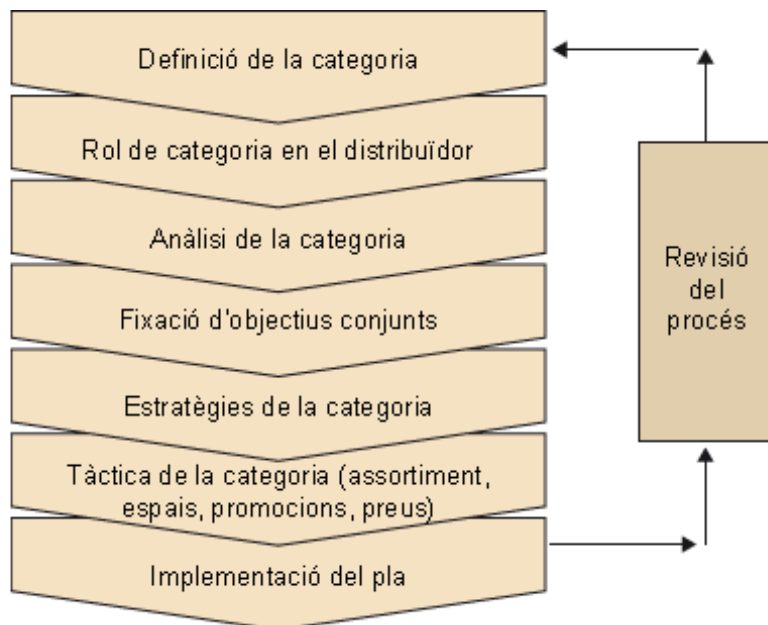 Definició de la categoria
Rol de categoria en el distribuïdor
Anàlisi de la categoria
Fixació d'objectius conjunts
Estratègies de la categoria
Tàctica de la categoria (assortiment,
espais, promocions, preus)
Implementació del pla
Revisió
del
procés